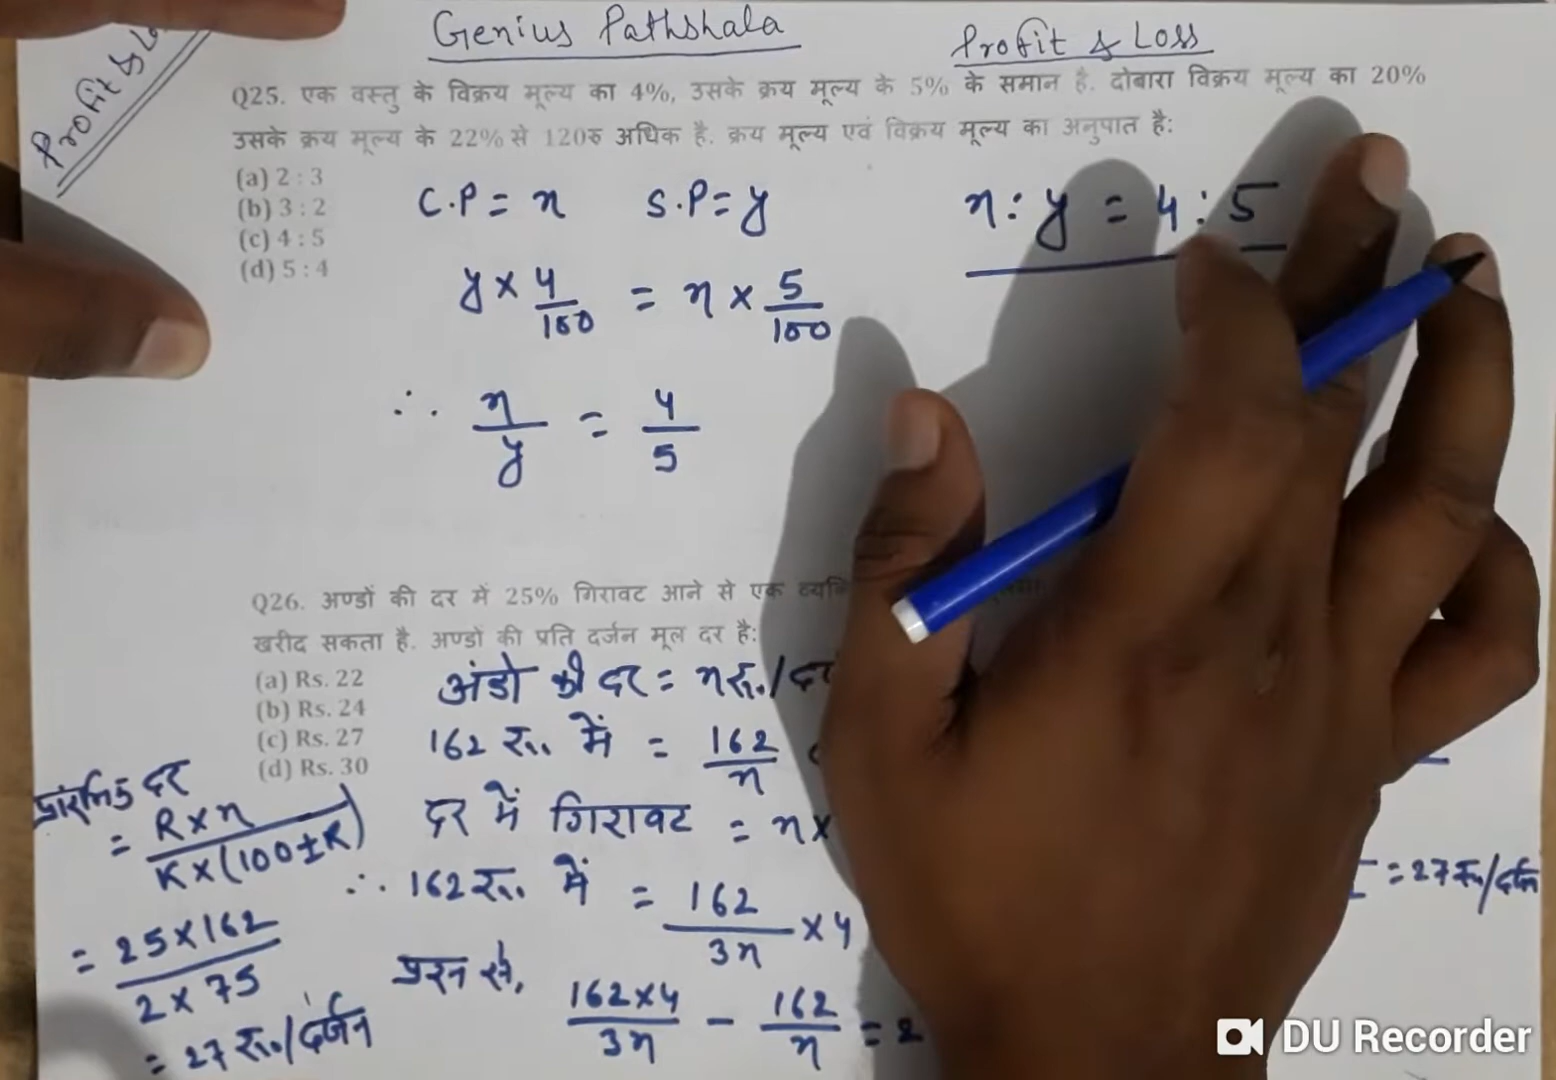 Genius Pathshala
Profit & Loss
Profit & Lo
Q25. एक वस्तु के विक्रय मूल्य का 4%, उसके क्रय मूल्य के 5% के समान है. दोबारा विक्रय मूल्य का 20%
उसके क्रय मूल्य के 22% से 120रु अधिक है. क्रय मूल्य एवं विक्रय मूल्य का अनुपात है:
(a) 2 : 3
(b) 3 : 2
(c) 4 : 5
(d) 5 : 4
C.P = x S.P = y x : y = 4 : 5
y × 4/100 = x × 5/100
∴ x/y = 4/5
Q26. अण्डों की दर में 25% गिरावट आने से एक
खरीद सकता है. अण्डों की प्रति दर्जन मूल दर है:
(a) Rs. 22
(b) Rs. 24
(c) Rs. 27
(d) Rs. 30
अंडो की दर = x रू./
162 रू. में = 162/x
दर में गिरावट = x ×
∴ 162 रू. में = 162/3x × 4
प्रश्न से, 162×4/3x - 162/x = 2
प्रारंभिक दर
= R×x/K×(100±R)
= 25×162/2×75
= 27 रू./दर्जन
= 27 रू./दर्जन
DU Recorder